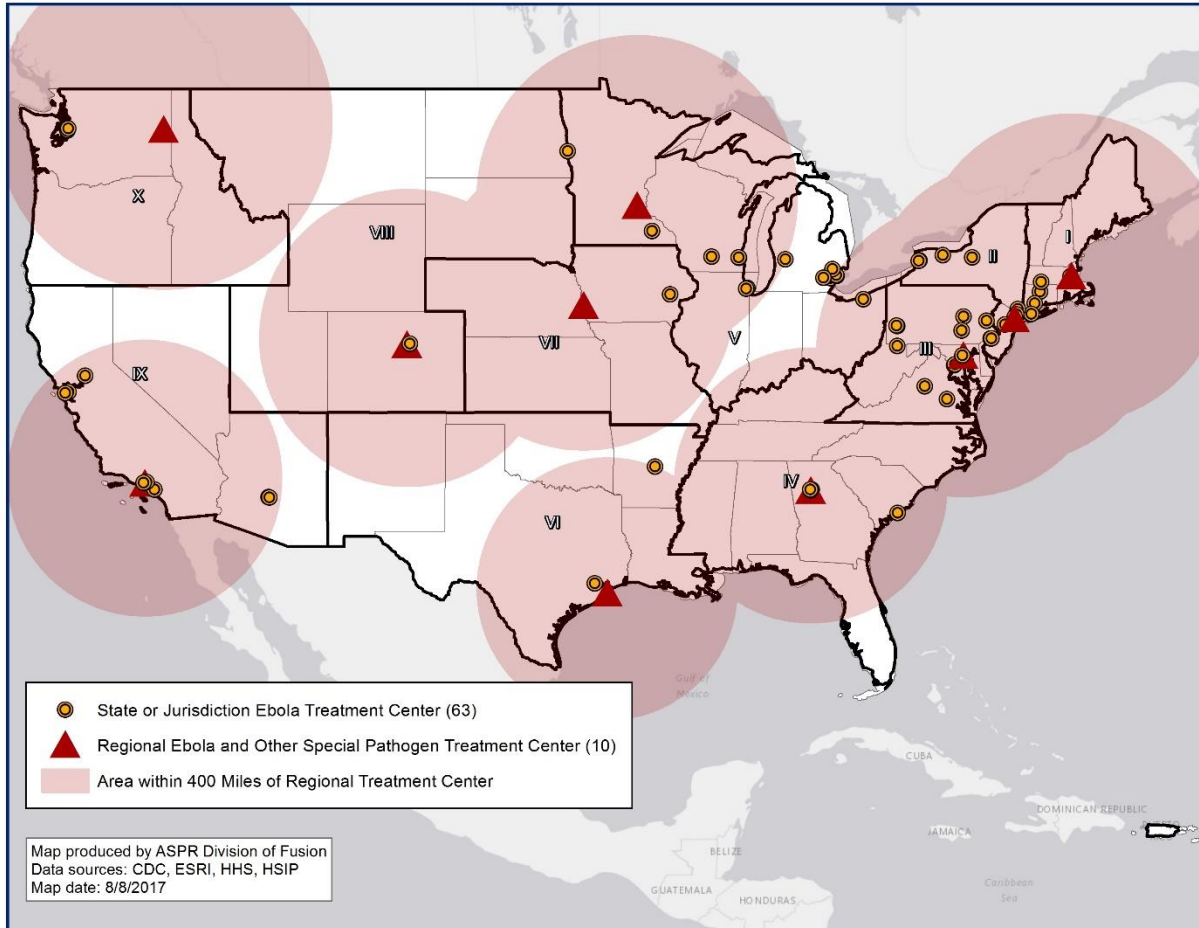 X
VIII
IX
VII
V
VI
IV
III
II
I
Gulf of
Mexico
CUBA
JAMAICA
DOMINICAN REPUBLIC
BELIZE
GUATEMALA
HONDURAS
Caribbean
Sea
State or Jurisdiction Ebola Treatment Center (63)
Regional Ebola and Other Special Pathogen Treatment Center (10)
Area within 400 Miles of Regional Treatment Center
Map produced by ASPR Division of Fusion
Data sources: CDC, ESRI, HHS, HSIP
Map date: 8/8/2017